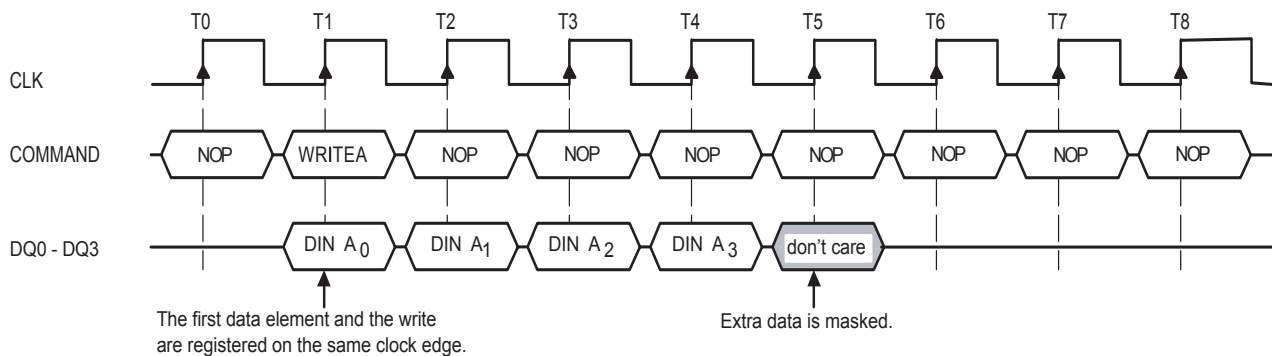 T0 T1 T2 T3 T4 T5 T6 T7 T8
CLK
COMMAND NOP WRITEA NOP NOP NOP NOP NOP NOP NOP
DQ0 - DQ3 DIN A0 DIN A1 DIN A2 DIN A3 don't care
The first data element and the write
are registered on the same clock edge.
Extra data is masked.